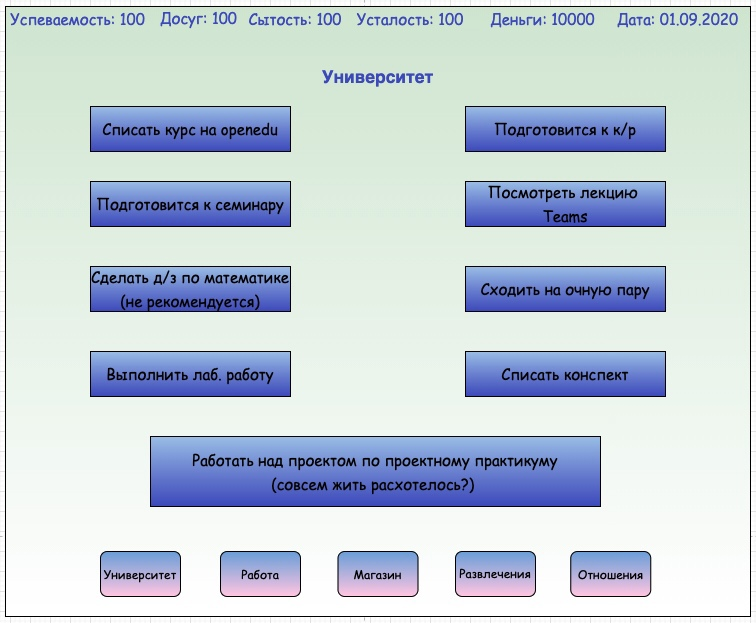 Успеваемость: 100 Досуг: 100 Сытость: 100 Усталость: 100 Деньги: 10000 Дата: 01.09.2020
Университет
Списать курс на openedu
Подготовится к к/р
Подготовится к семинару
Посмотреть лекцию
Teams
Сделать д/з по математике
(не рекомендуется)
Сходить на очную пару
Выполнить лаб. работу
Списать конспект
Работать над проектом по проектному практикуму
(совсем жить расхотелось?)
Университет
Работа
Магазин
Развлечения
Отношения